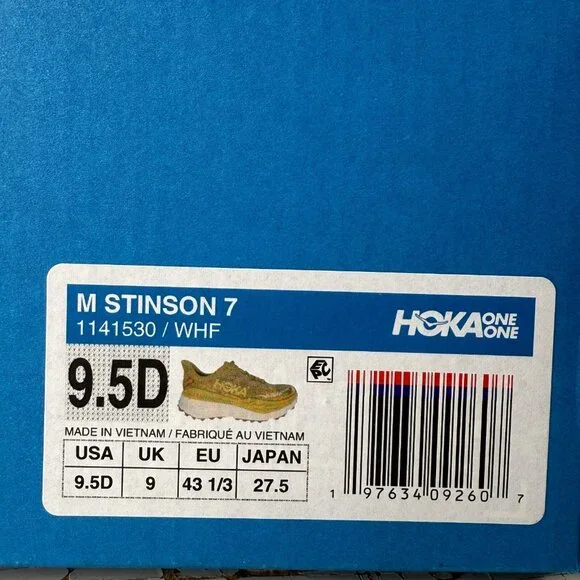 M STINSON 7
1141530 / WHF
HOKA ONE ONE
9.5D
HOKA
MADE IN VIETNAM / FABRIQUÉ AU VIETNAM
USA UK EU JAPAN
9.5D 9 43 1/3 27.5
1 97634 09260 7